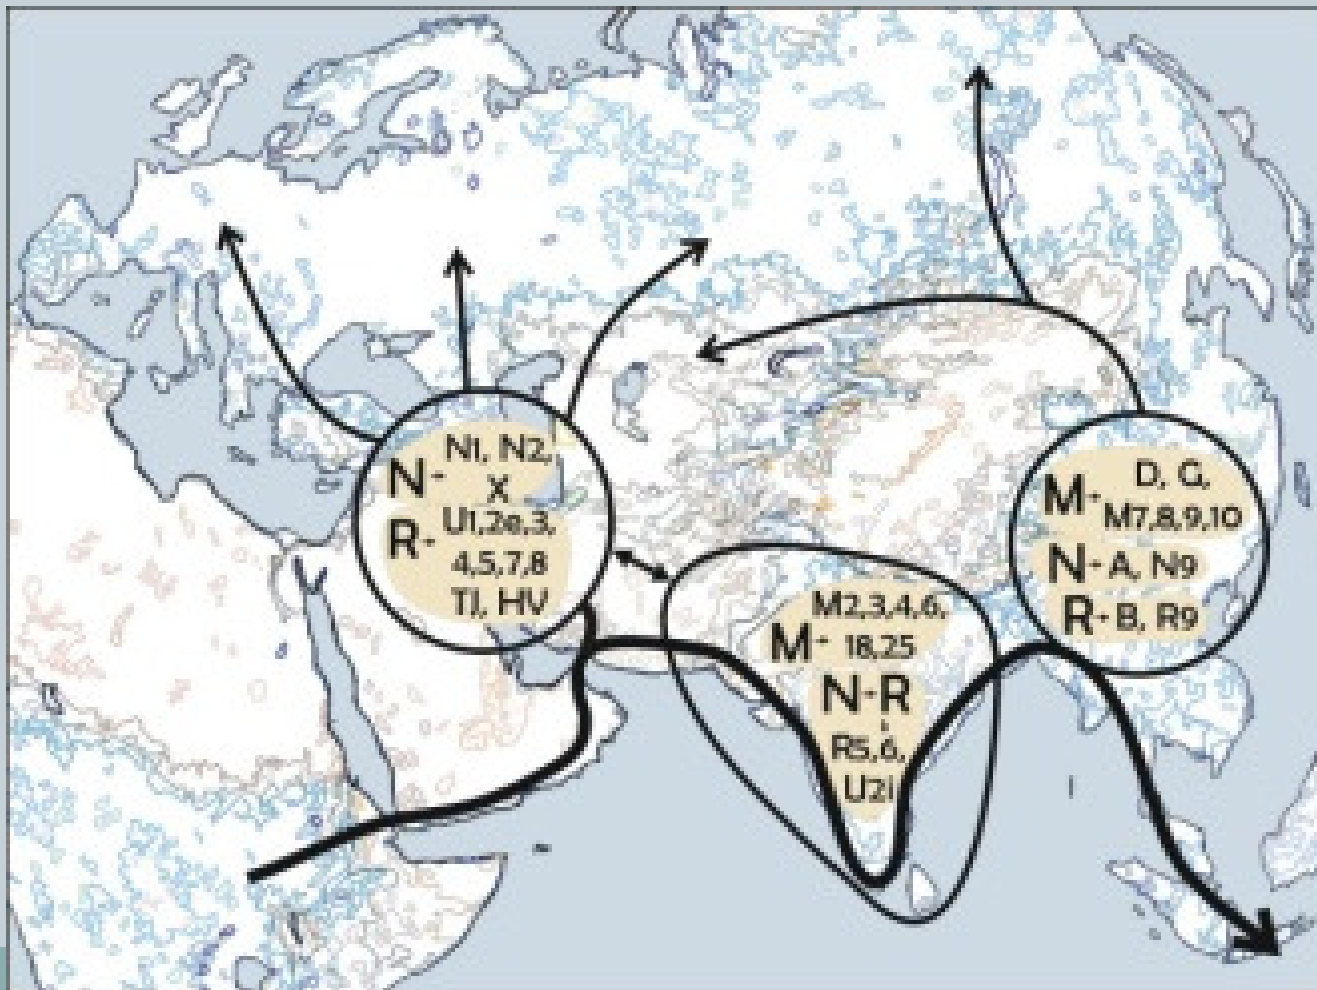 N- N1, N2,
X
R- U1,2e,3,
4,5,7,8
TJ, HV
M- M2,3,4,6,
18,25
N-R
R5,6,
U2i
M- D, G,
M7,8,9,10
N-A, N9
R-B, R9